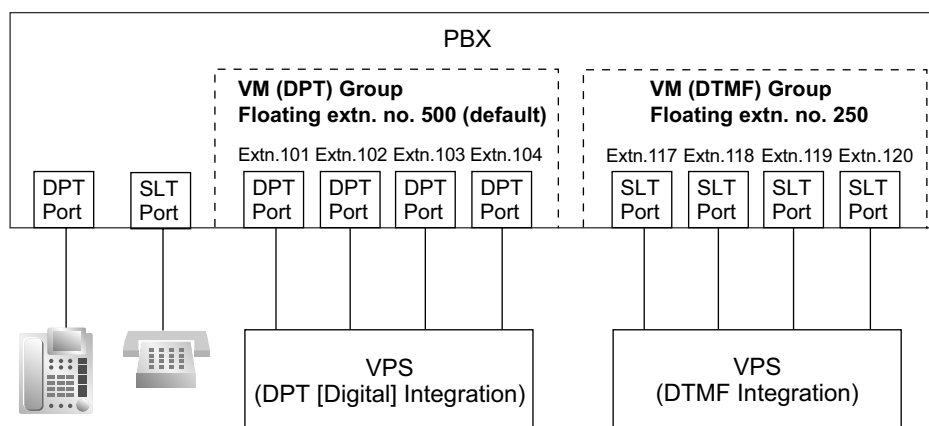 PBX
VM (DPT) Group
Floating extn. no. 500 (default)
VM (DTMF) Group
Floating extn. no. 250
Extn.101 Extn.102 Extn.103 Extn.104
Extn.117 Extn.118 Extn.119 Extn.120
DPT
Port
SLT
Port
DPT
Port
DPT
Port
DPT
Port
DPT
Port
SLT
Port
SLT
Port
SLT
Port
SLT
Port
VPS
(DPT [Digital] Integration)
VPS
(DTMF Integration)